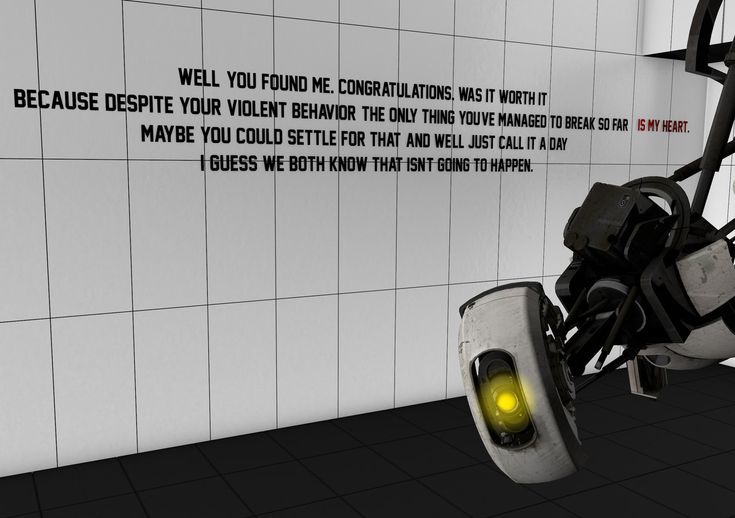 WELL YOU FOUND ME. CONGRATULATIONS. WAS IT WORTH IT
BECAUSE DESPITE YOUR VIOLENT BEHAVIOR THE ONLY THING YOUVE MANAGED TO BREAK SO FAR IS MY HEART.
MAYBE YOU COULD SETTLE FOR THAT AND WELL JUST CALL IT A DAY
I GUESS WE BOTH KNOW THAT ISNT GOING TO HAPPEN.